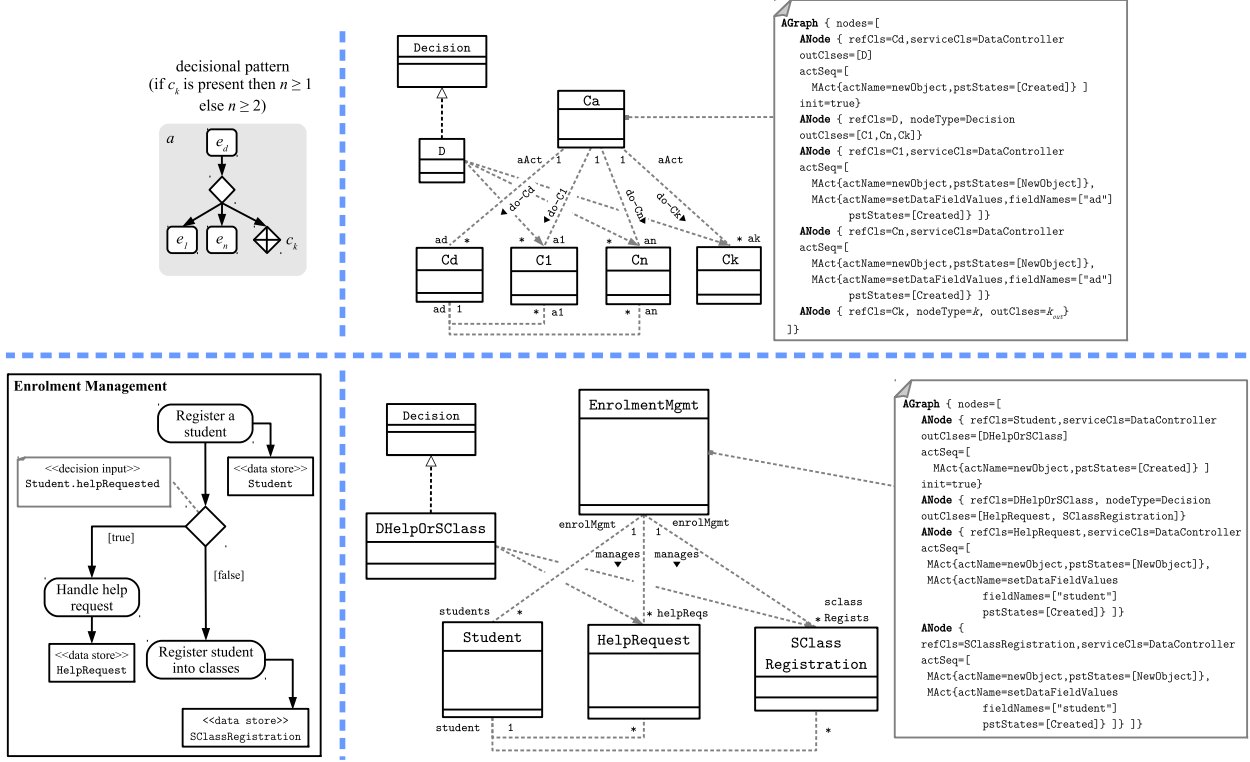 decisional pattern
(if ck is present then n ≥ 1
else n ≥ 2)
a
ed
el
en
ck
Decision
D
Ca
aAct
1
1
1
aAct
do-Cd
do-C1
do-Cn
do-Ck
ad
*
*
a1
*
an
*
ak
Cd
C1
Cn
Ck
ad
1
*
a1
*
an
AGraph { nodes=[
ANode { refCls=Cd,serviceCls=DataController
outClses=[D]
actSeq=[
MAct{actName=newObject,pstStates=[Created]} ]
init=true}
ANode { refCls=D, nodeType=Decision
outClses=[C1,Cn,Ck]}
ANode { refCls=C1,serviceCls=DataController
actSeq=[
MAct{actName=newObject,pstStates=[NewObject]},
MAct{actName=setDataFieldValues,fieldNames=["ad"]
pstStates=[Created]} ]}
ANode { refCls=Cn,serviceCls=DataController
actSeq=[
MAct{actName=newObject,pstStates=[NewObject]},
MAct{actName=setDataFieldValues,fieldNames=["ad"]
pstStates=[Created]} ]}
ANode { refCls=Ck, nodeType=k, outClses=kout}
]}
Enrolment Management
Register a
student
<<decision input>>
Student.helpRequested
<<data store>>
Student
[true]
[false]
Handle help
request
<<data store>>
HelpRequest
Register student
into classes
<<data store>>
SClassRegistration
Decision
DHelpOrSClass
EnrolmentMgmt
enrolMgmt
1
1
enrolMgmt
manages
manages
students
*
*
helpReqs
sclass
*
Regists
Student
HelpRequest
SClass
Registration
student
1
*
*
AGraph { nodes=[
ANode { refCls=Student,serviceCls=DataController
outClses=[DHelpOrSClass]
actSeq=[
MAct{actName=newObject,pstStates=[Created]} ]
init=true}
ANode { refCls=DHelpOrSClass, nodeType=Decision
outClses=[HelpRequest, SClassRegistration]}
ANode { refCls=HelpRequest,serviceCls=DataController
actSeq=[
MAct{actName=newObject,pstStates=[NewObject]},
MAct{actName=setDataFieldValues
fieldNames=["student"]
pstStates=[Created]} ]}
ANode {
refCls=SClassRegistration,serviceCls=DataController
actSeq=[
MAct{actName=newObject,pstStates=[NewObject]},
MAct{actName=setDataFieldValues
fieldNames=["student"]
pstStates=[Created]} ]} ]}